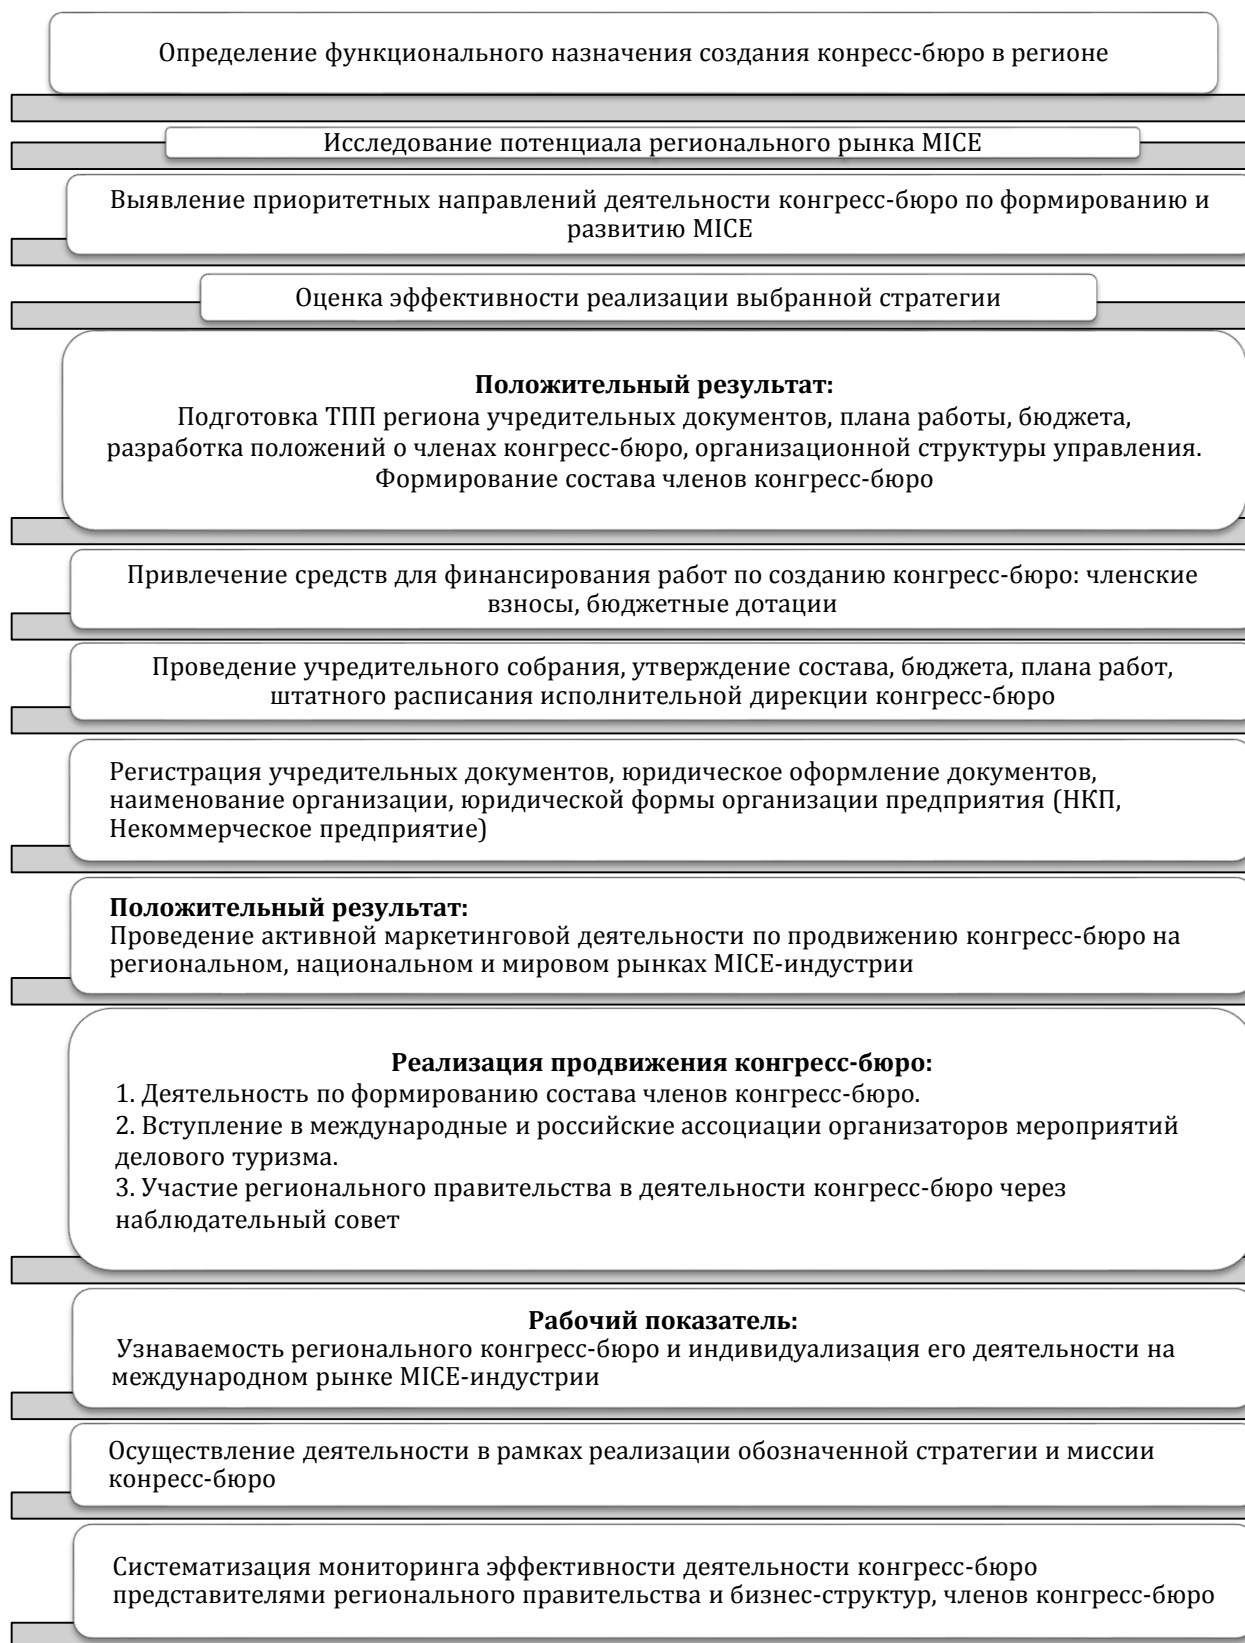 Определение функционального назначения создания конресс-бюро в регионе
Исследование потенциала регионального рынка MICE
Выявление приоритетных направлений деятельности конгресс-бюро по формированию и
развитию MICE
Оценка эффективности реализации выбранной стратегии
Положительный результат:
Подготовка ТПП региона учредительных документов, плана работы, бюджета,
разработка положений о членах конгресс-бюро, организационной структуры управления.
Формирование состава членов конгресс-бюро
Привлечение средств для финансирования работ по созданию конгресс-бюро: членские
взносы, бюджетные дотации
Проведение учредительного собрания, утверждение состава, бюджета, плана работ,
штатного расписания исполнительной дирекции конгресс-бюро
Регистрация учредительных документов, юридическое оформление документов,
наименование организации, юридической формы организации предприятия (НКП,
Некоммерческое предприятие)
Положительный результат:
Проведение активной маркетинговой деятельности по продвижению конгресс-бюро на
региональном, национальном и мировом рынках MICE-индустрии
Реализация продвижения конгресс-бюро:
1. Деятельность по формированию состава членов конгресс-бюро.
2. Вступление в международные и российские ассоциации организаторов мероприятий
делового туризма.
3. Участие регионального правительства в деятельности конгресс-бюро через
наблюдательный совет
Рабочий показатель:
Узнаваемость регионального конгресс-бюро и индивидуализация его деятельности на
международном рынке MICE-индустрии
Осуществление деятельности в рамках реализации обозначенной стратегии и миссии
конресс-бюро
Систематизация мониторинга эффективности деятельности конгресс-бюро
представителями регионального правительства и бизнес-структур, членов конгресс-бюро